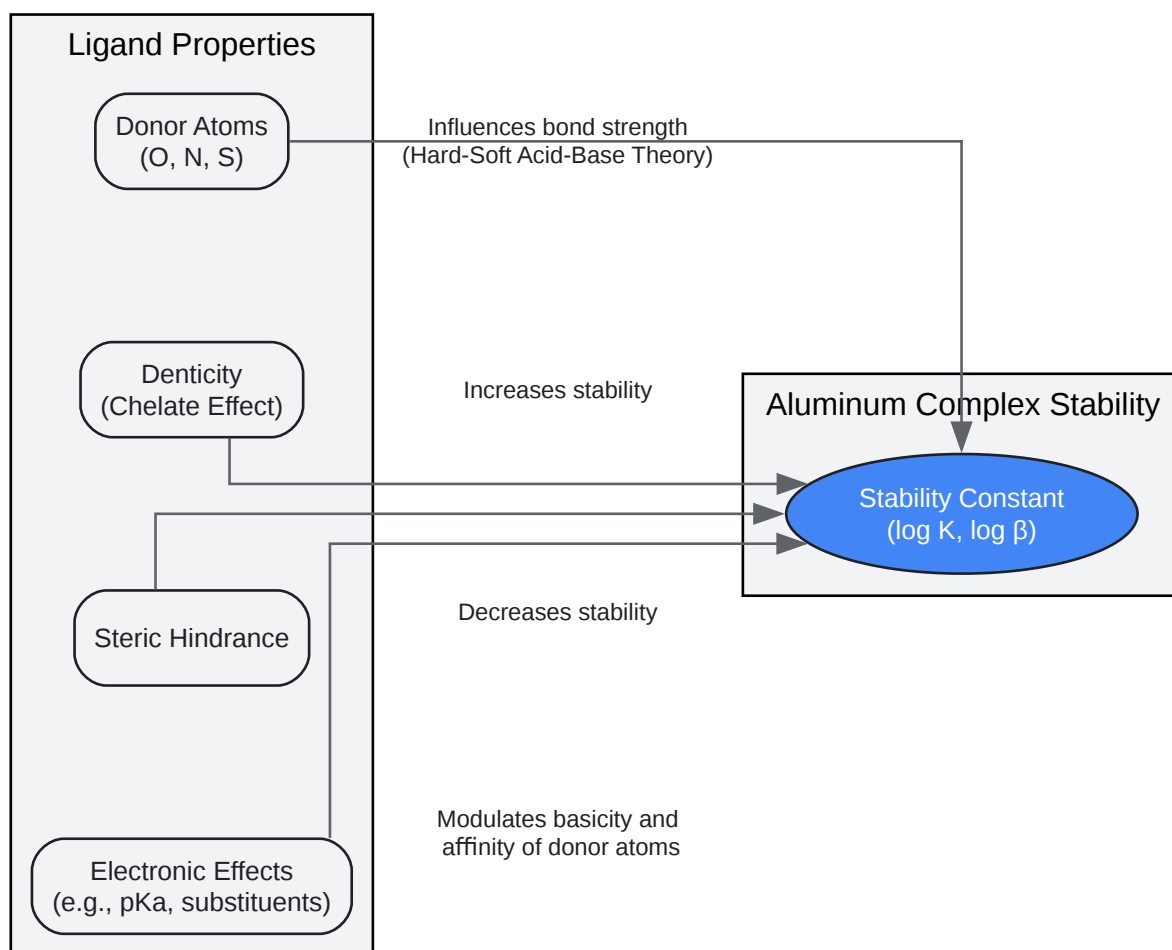 Ligand Properties
Donor Atoms
(O, N, S)
Influences bond strength
(Hard-Soft Acid-Base Theory)
Denticity
(Chelate Effect)
Increases stability
Aluminum Complex Stability
Stability Constant
(log K, log β)
Steric Hindrance
Decreases stability
Modulates basicity and
affinity of donor atoms
Electronic Effects
(e.g., pKa, substituents)